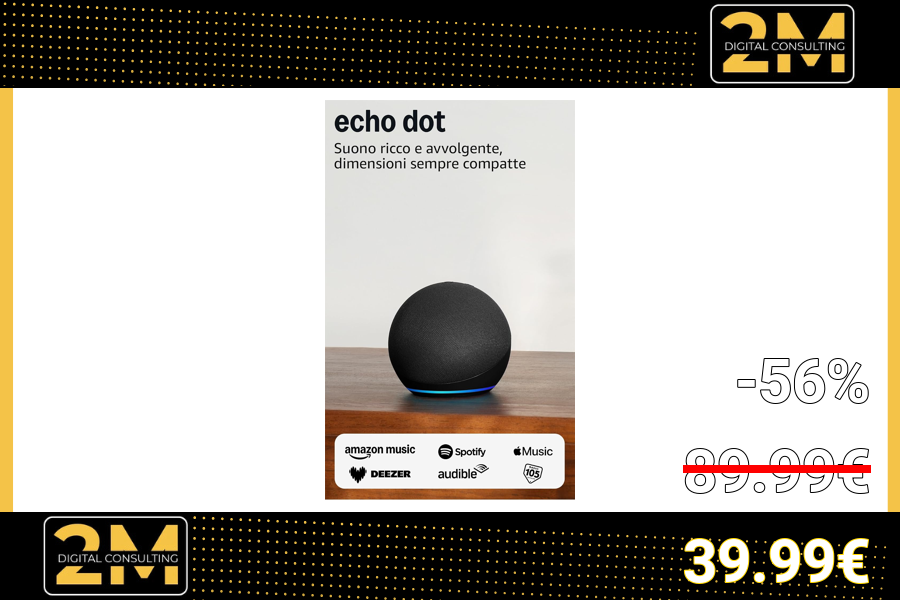 2M
DIGITAL CONSULTING
echo dot
Suono ricco e avvolgente,
dimensioni sempre compatte
-56%
89.99€
amazon music
Spotify
Music
DEEZER
audible
105
2M
DIGITAL CONSULTING
39.99€